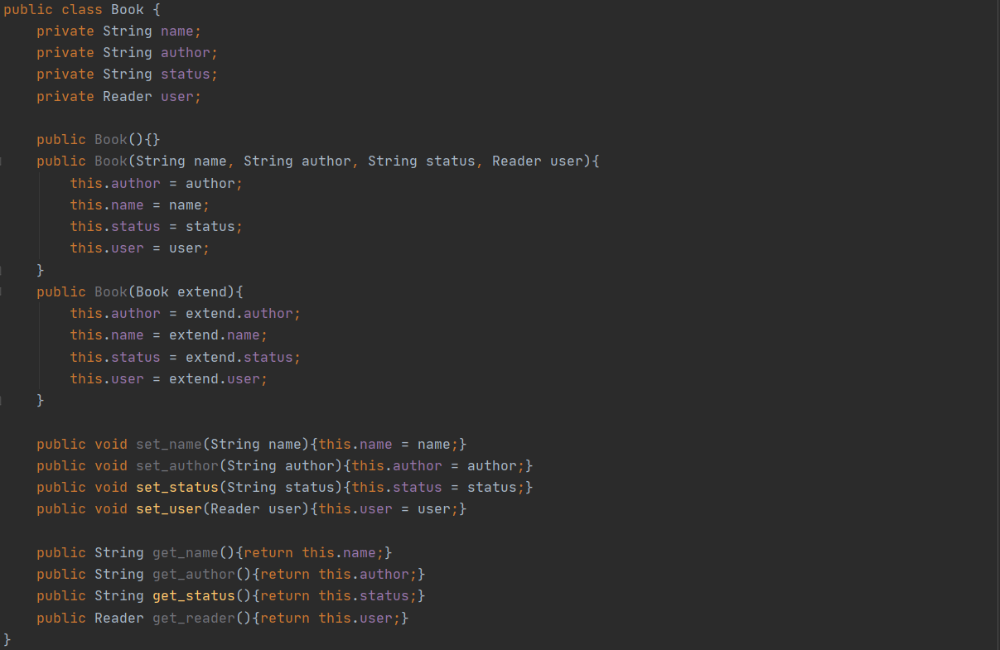 public class Book {
    private String name;
    private String author;
    private String status;
    private Reader user;

    public Book(){}
    public Book(String name, String author, String status, Reader user){
        this.author = author;
        this.name = name;
        this.status = status;
        this.user = user;
    }
    public Book(Book extend){
        this.author = extend.author;
        this.name = extend.name;
        this.status = extend.status;
        this.user = extend.user;
    }

    public void set_name(String name){this.name = name;}
    public void set_author(String author){this.author = author;}
    public void set_status(String status){this.status = status;}
    public void set_user(Reader user){this.user = user;}

    public String get_name(){return this.name;}
    public String get_author(){return this.author;}
    public String get_status(){return this.status;}
    public Reader get_reader(){return this.user;}
}